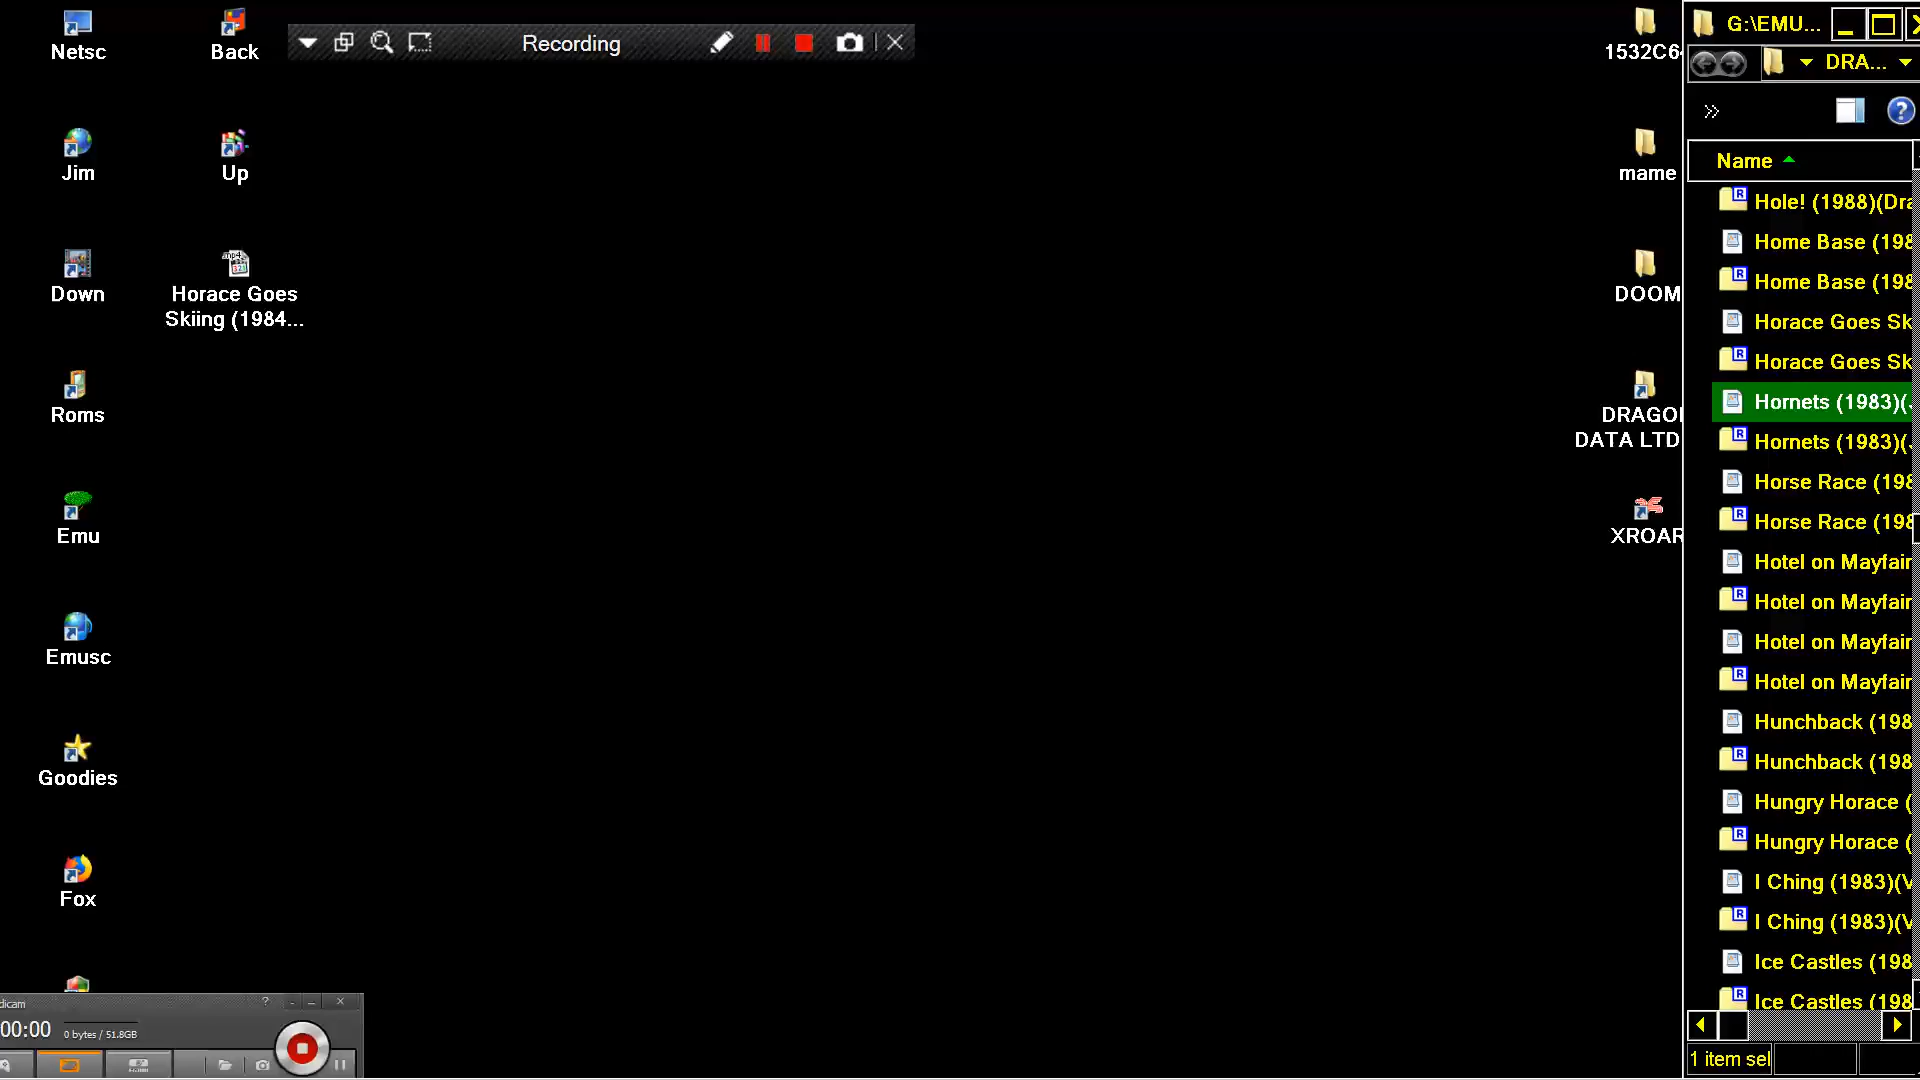 Netsc
Back
Recording
1532C64
G:\EMU...
DRA...
Name
Jim
Up
mame
Down
Horace Goes
Skiing (1984...
DOOM
Roms
DRAGO
DATA LTD
Emu
XROAR
Emusc
Goodies
Fox
Hole! (1988)(Dra
Home Base (198
Home Base (198
Horace Goes Sk
Horace Goes Sk
Hornets (1983)(J
Hornets (1983)(J
Horse Race (198
Horse Race (198
Hotel on Mayfair
Hotel on Mayfair
Hotel on Mayfair
Hotel on Mayfair
Hunchback (198
Hunchback (198
Hungry Horace (
Hungry Horace (
I Ching (1983)(V
I Ching (1983)(V
Ice Castles (198
Ice Castles (198
1 item sel
dicam
00:00
0 bytes / 51.8GB